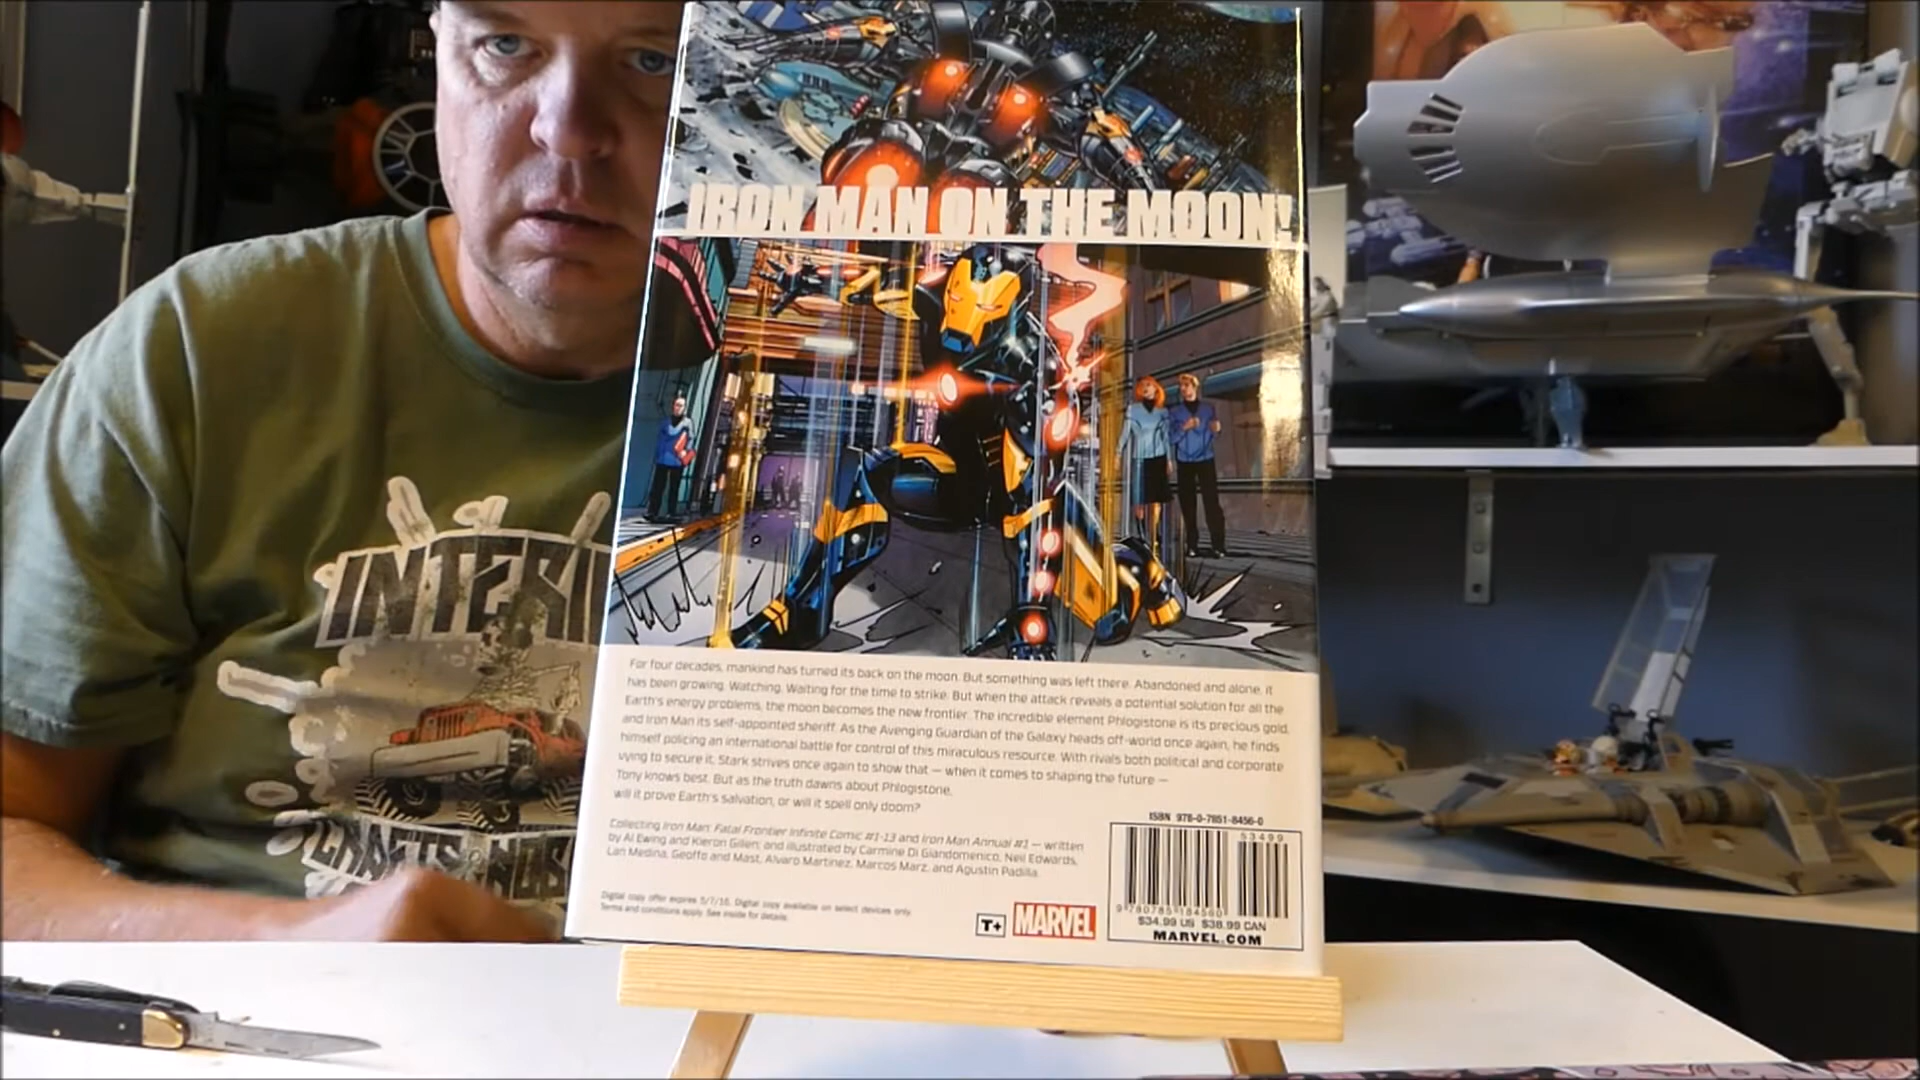 IRON MAN ON THE MOON!
For four decades, mankind has turned its back on the moon. But something was left there. Abandoned and alone, it
has been growing. Watching. Waiting for the time to strike. But when the attack reveals a potential solution for all the
Earth's energy problems, the moon becomes the new frontier. The incredible element Phlogistone is its precious gold,
and Iron Man its self-appointed sheriff. As the Avenging Guardian of the Galaxy heads off-world once again, he finds
himself policing an international battle for control of this miraculous resource. With rivals both political and corporate
vying to secure it, Stark strives once again to show that — when it comes to shaping the future —
Tony knows best. But as the truth dawns about Phlogistone,
will it prove Earth's salvation, or will it spell only doom?
Collecting Iron Man: Fatal Frontier Infinite Comic #1-13 and Iron Man Annual #1 — written
by Al Ewing and Kieron Gillen; and illustrated by Carmine Di Giandomenico, Neil Edwards,
Lan Medina, Geoffo and Mast, Alvaro Martinez, Marcos Marz, and Agustin Padilla.
Digital copy offer expires 5/7/16. Digital copy available on select devices only.
Terms and conditions apply. See inside for details.
T+
MARVEL
ISBN 978-0-7851-8456-0
53499
9 780785 184560
$34.99 US $38.99 CAN
MARVEL.COM
INTERI